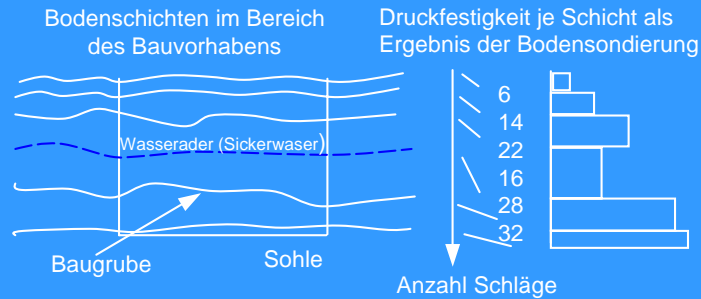 Bodenschichten im Bereich
des Bauvorhabens
Druckfestigkeit je Schicht als
Ergebnis der Bodensondierung
Wasserader (Sickerwaser)
Baugrube
Sohle
6
14
22
16
28
32
Anzahl Schläge